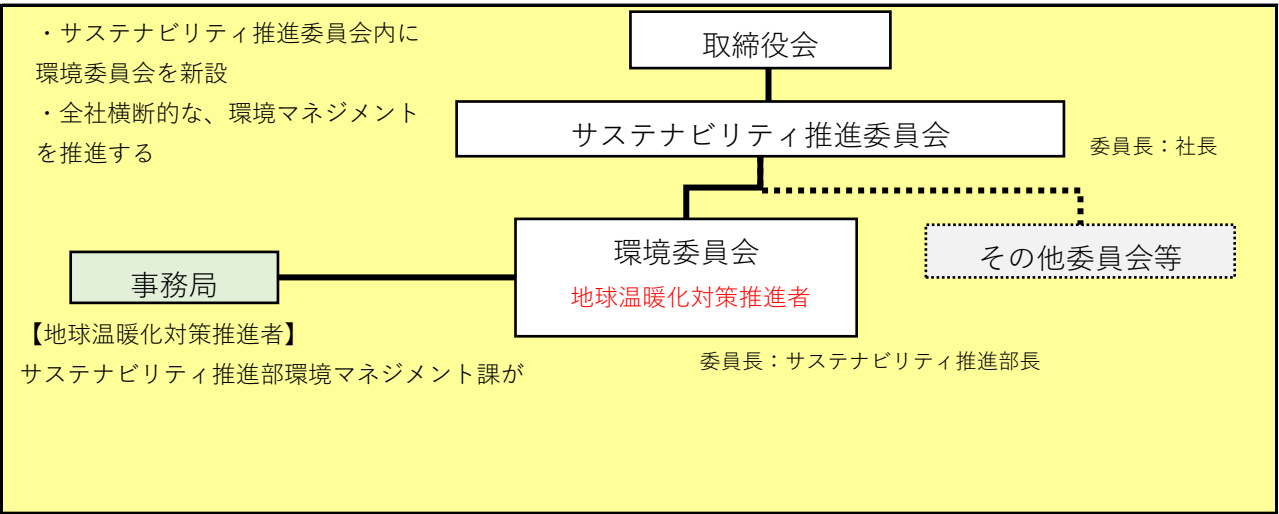 ・サステナビリティ推進委員会内に
環境委員会を新設
・全社横断的な、環境マネジメント
を推進する
取締役会
サステナビリティ推進委員会
委員長：社長
環境委員会
地球温暖化対策推進者
その他委員会等
事務局
【地球温暖化対策推進者】
サステナビリティ推進部環境マネジメント課が
委員長：サステナビリティ推進部長